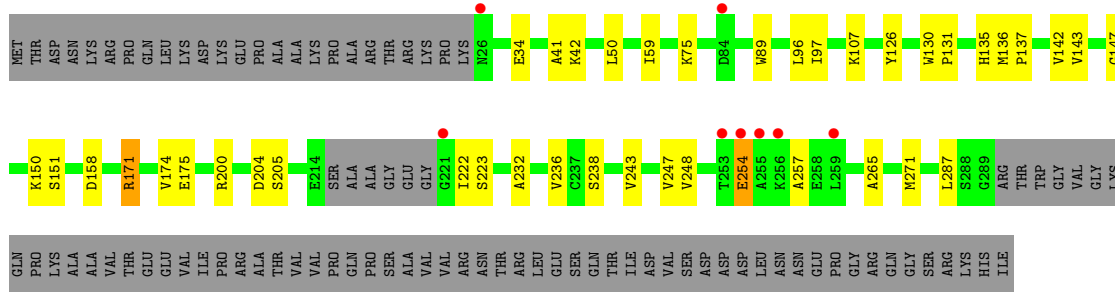 MET THR ASP ASN LYS ARG PRO GLN LEU LYS ASP LYS GLU PRO ALA ALA LYS PRO ALA ARG THR ARG LYS PRO LYS N26 E34 A41 K42 L50 I59 K75 D84 W89 L96 I97 K107 Y126 W130 P131 H135 M136 P137 V142 V143
K150 S151 D158 R171 V174 E175 R200 D204 S205 E214 SER ALA ALA GLY GLU GLY G221 I222 S223 A232 V236 C237 S238 V243 V247 V248 T253 E254 A255 K256 A257 E258 L259 A265 M271 L287 S288 G289 ARG THR TRP GLY VAL GLY LYS
GLN PRO LYS ALA ALA VAL THR GLU GLU VAL ILE PRO ARG ALA THR VAL VAL PRO GLN PRO SER ALA VAL VAL ARG ASN THR ARG LEU GLU SER GLN THR ILE ASP VAL SER ASP ASP ASP LEU ASN ASN GLU PRO GLY ARG GLN GLY SER ARG LYS HIS ILE